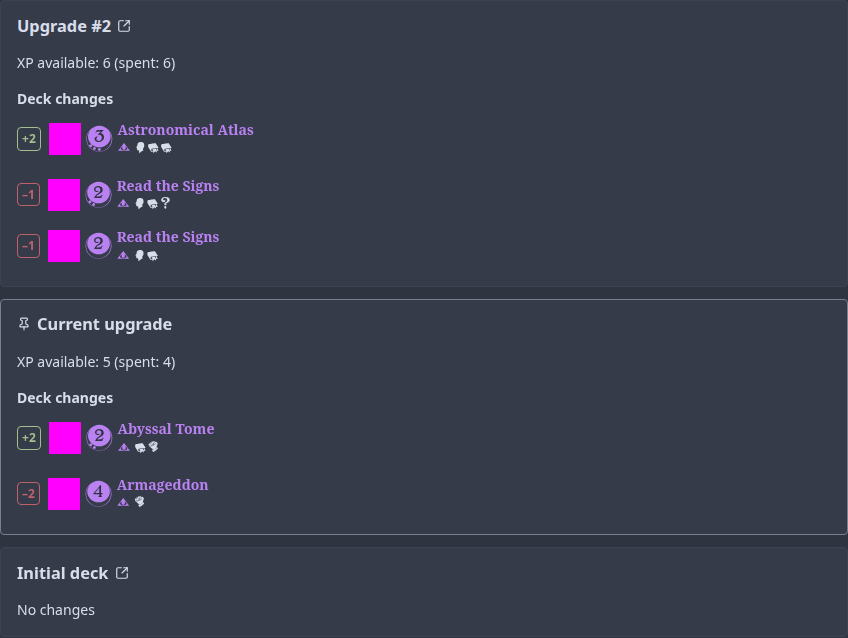 Upgrade #2
XP available: 6 (spent: 6)
Deck changes
+2
3
Astronomical Atlas
−1
2
Read the Signs
?
−1
2
Read the Signs
Current upgrade
XP available: 5 (spent: 4)
Deck changes
+2
2
Abyssal Tome
−2
4
Armageddon
Initial deck
No changes